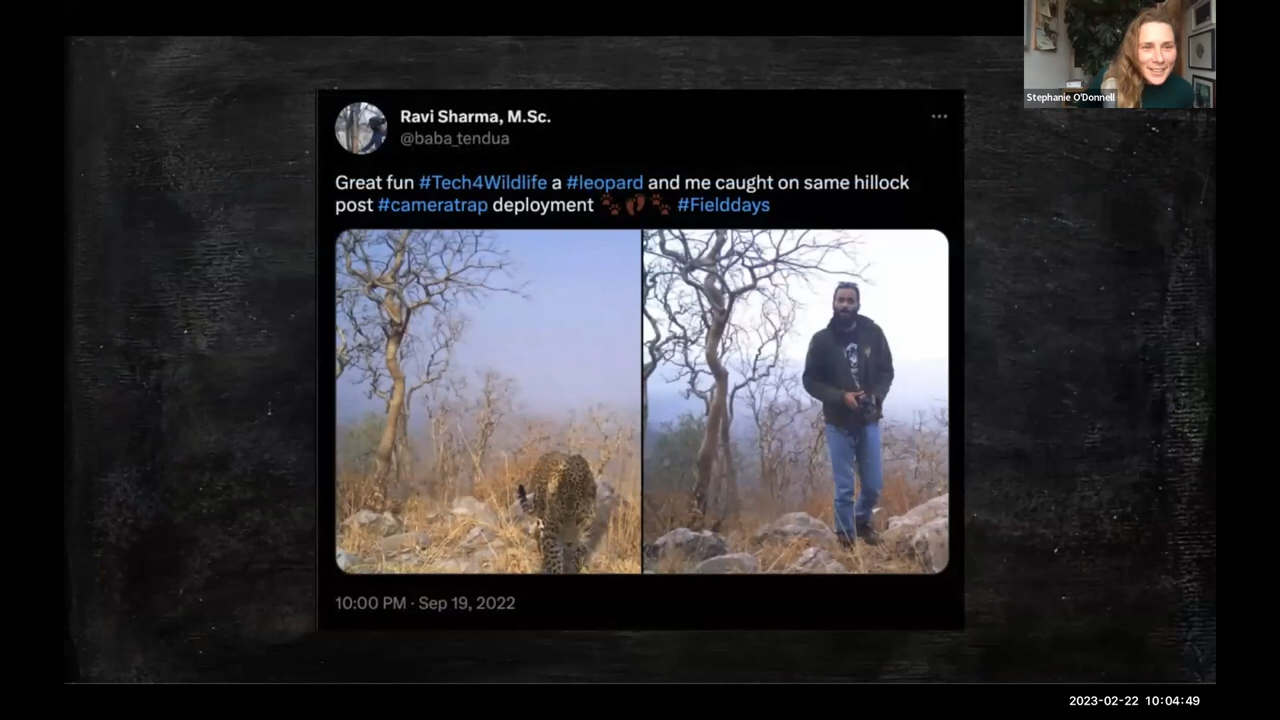 Stephanie O'Donnell
Ravi Sharma, M.Sc.
@baba_tendua
Great fun #Tech4Wildlife a #leopard and me caught on same hillock
post #cameratrap deployment 🐾👣🐾 #Fielddays
10:00 PM · Sep 19, 2022
2023-02-22 10:04:49